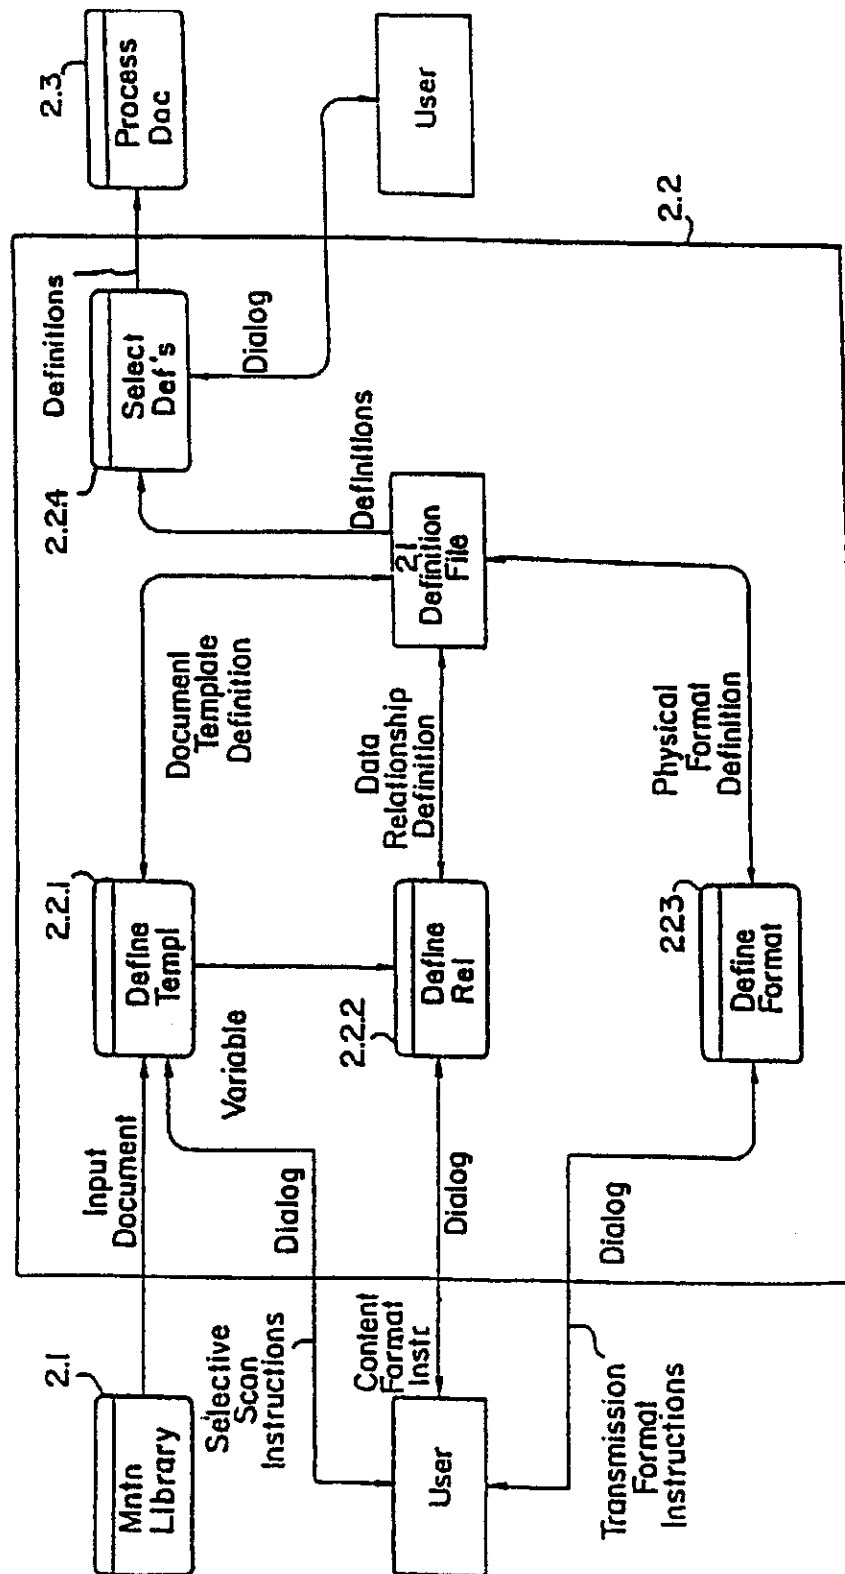 2.1
Mntn
Library
Input
Document
2.2.1
Define
Templ
Document
Template
Definition
2.2.4
Select
Def's
Definitions
2.3
Process
Doc
Selective
Scan
Instructions
Dialog
Variable
Definitions
Dialog
User
User
Content
Format
Instr.
Dialog
2.2.2
Define
Rel
Data
Relationship
Definition
2.1
Definition
File
2.2
Transmission
Format
Instructions
Dialog
223
Define
Format
Physical
Format
Definition